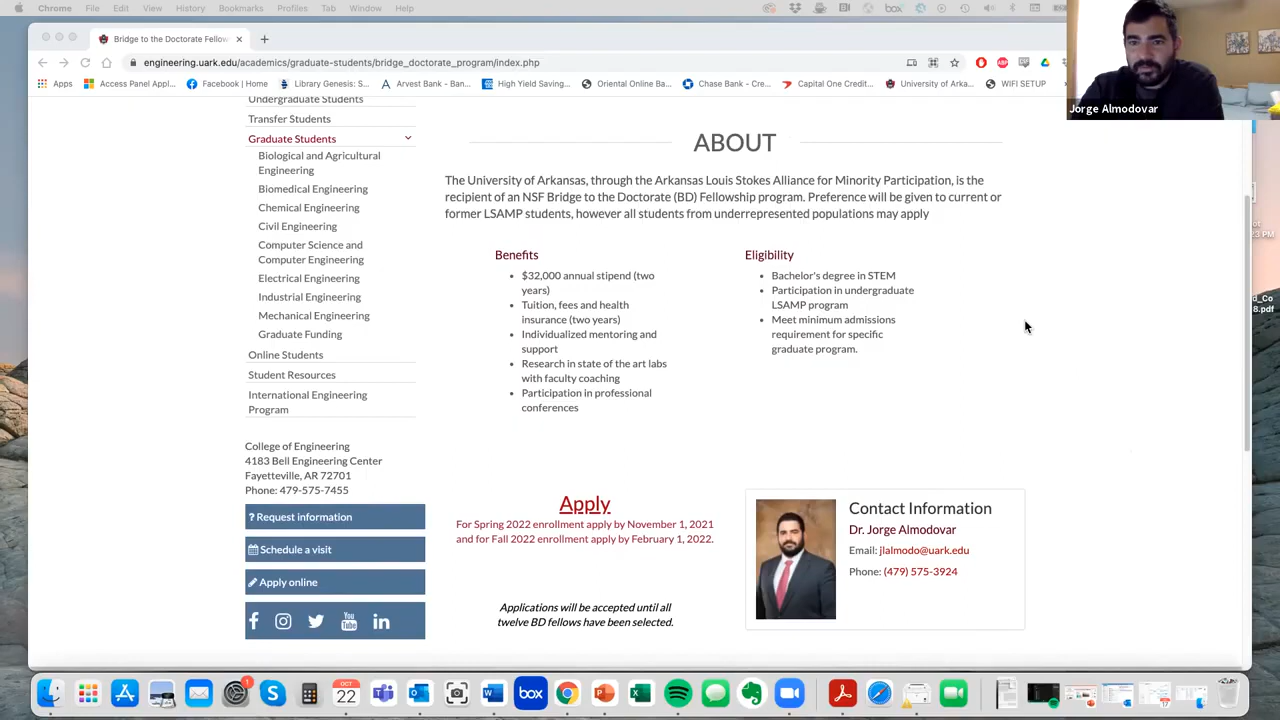 Chrome File Edit View History Bookmarks Profiles Tab Window Help
box
Bridge to the Doctorate Fellow
engineering.uark.edu/academics/graduate-students/bridge_doctorate_program/index.php
Apps Access Panel Appl... Facebook | Home Library Genesis: S... Arvest Bank - Ban... High Yield Saving... Oriental Online Ba... Chase Bank - Cre... Capital One Credit... University of Arka... WIFI SETUP
Jorge Almodovar
Undergraduate Students
Transfer Students
Graduate Students
Biological and Agricultural
Engineering
Biomedical Engineering
Chemical Engineering
Civil Engineering
Computer Science and
Computer Engineering
Electrical Engineering
Industrial Engineering
Mechanical Engineering
Graduate Funding
Online Students
Student Resources
International Engineering
Program
College of Engineering
4183 Bell Engineering Center
Fayetteville, AR 72701
Phone: 479-575-7455
? Request information
Schedule a visit
Apply online
You
Tube
in
ABOUT
The University of Arkansas, through the Arkansas Louis Stokes Alliance for Minority Participation, is the
recipient of an NSF Bridge to the Doctorate (BD) Fellowship program. Preference will be given to current or
former LSAMP students, however all students from underrepresented populations may apply
Benefits
• $32,000 annual stipend (two
years)
• Tuition, fees and health
insurance (two years)
• Individualized mentoring and
support
• Research in state of the art labs
with faculty coaching
• Participation in professional
conferences
Eligibility
• Bachelor's degree in STEM
• Participation in undergraduate
LSAMP program
• Meet minimum admissions
requirement for specific
graduate program.
Apply
For Spring 2022 enrollment apply by November 1, 2021
and for Fall 2022 enrollment apply by February 1, 2022.
Applications will be accepted until all
twelve BD fellows have been selected.
Contact Information
Dr. Jorge Almodovar
Email: jlalmodo@uark.edu
Phone: (479) 575-3924
8.pdf
1
OCT
22
box